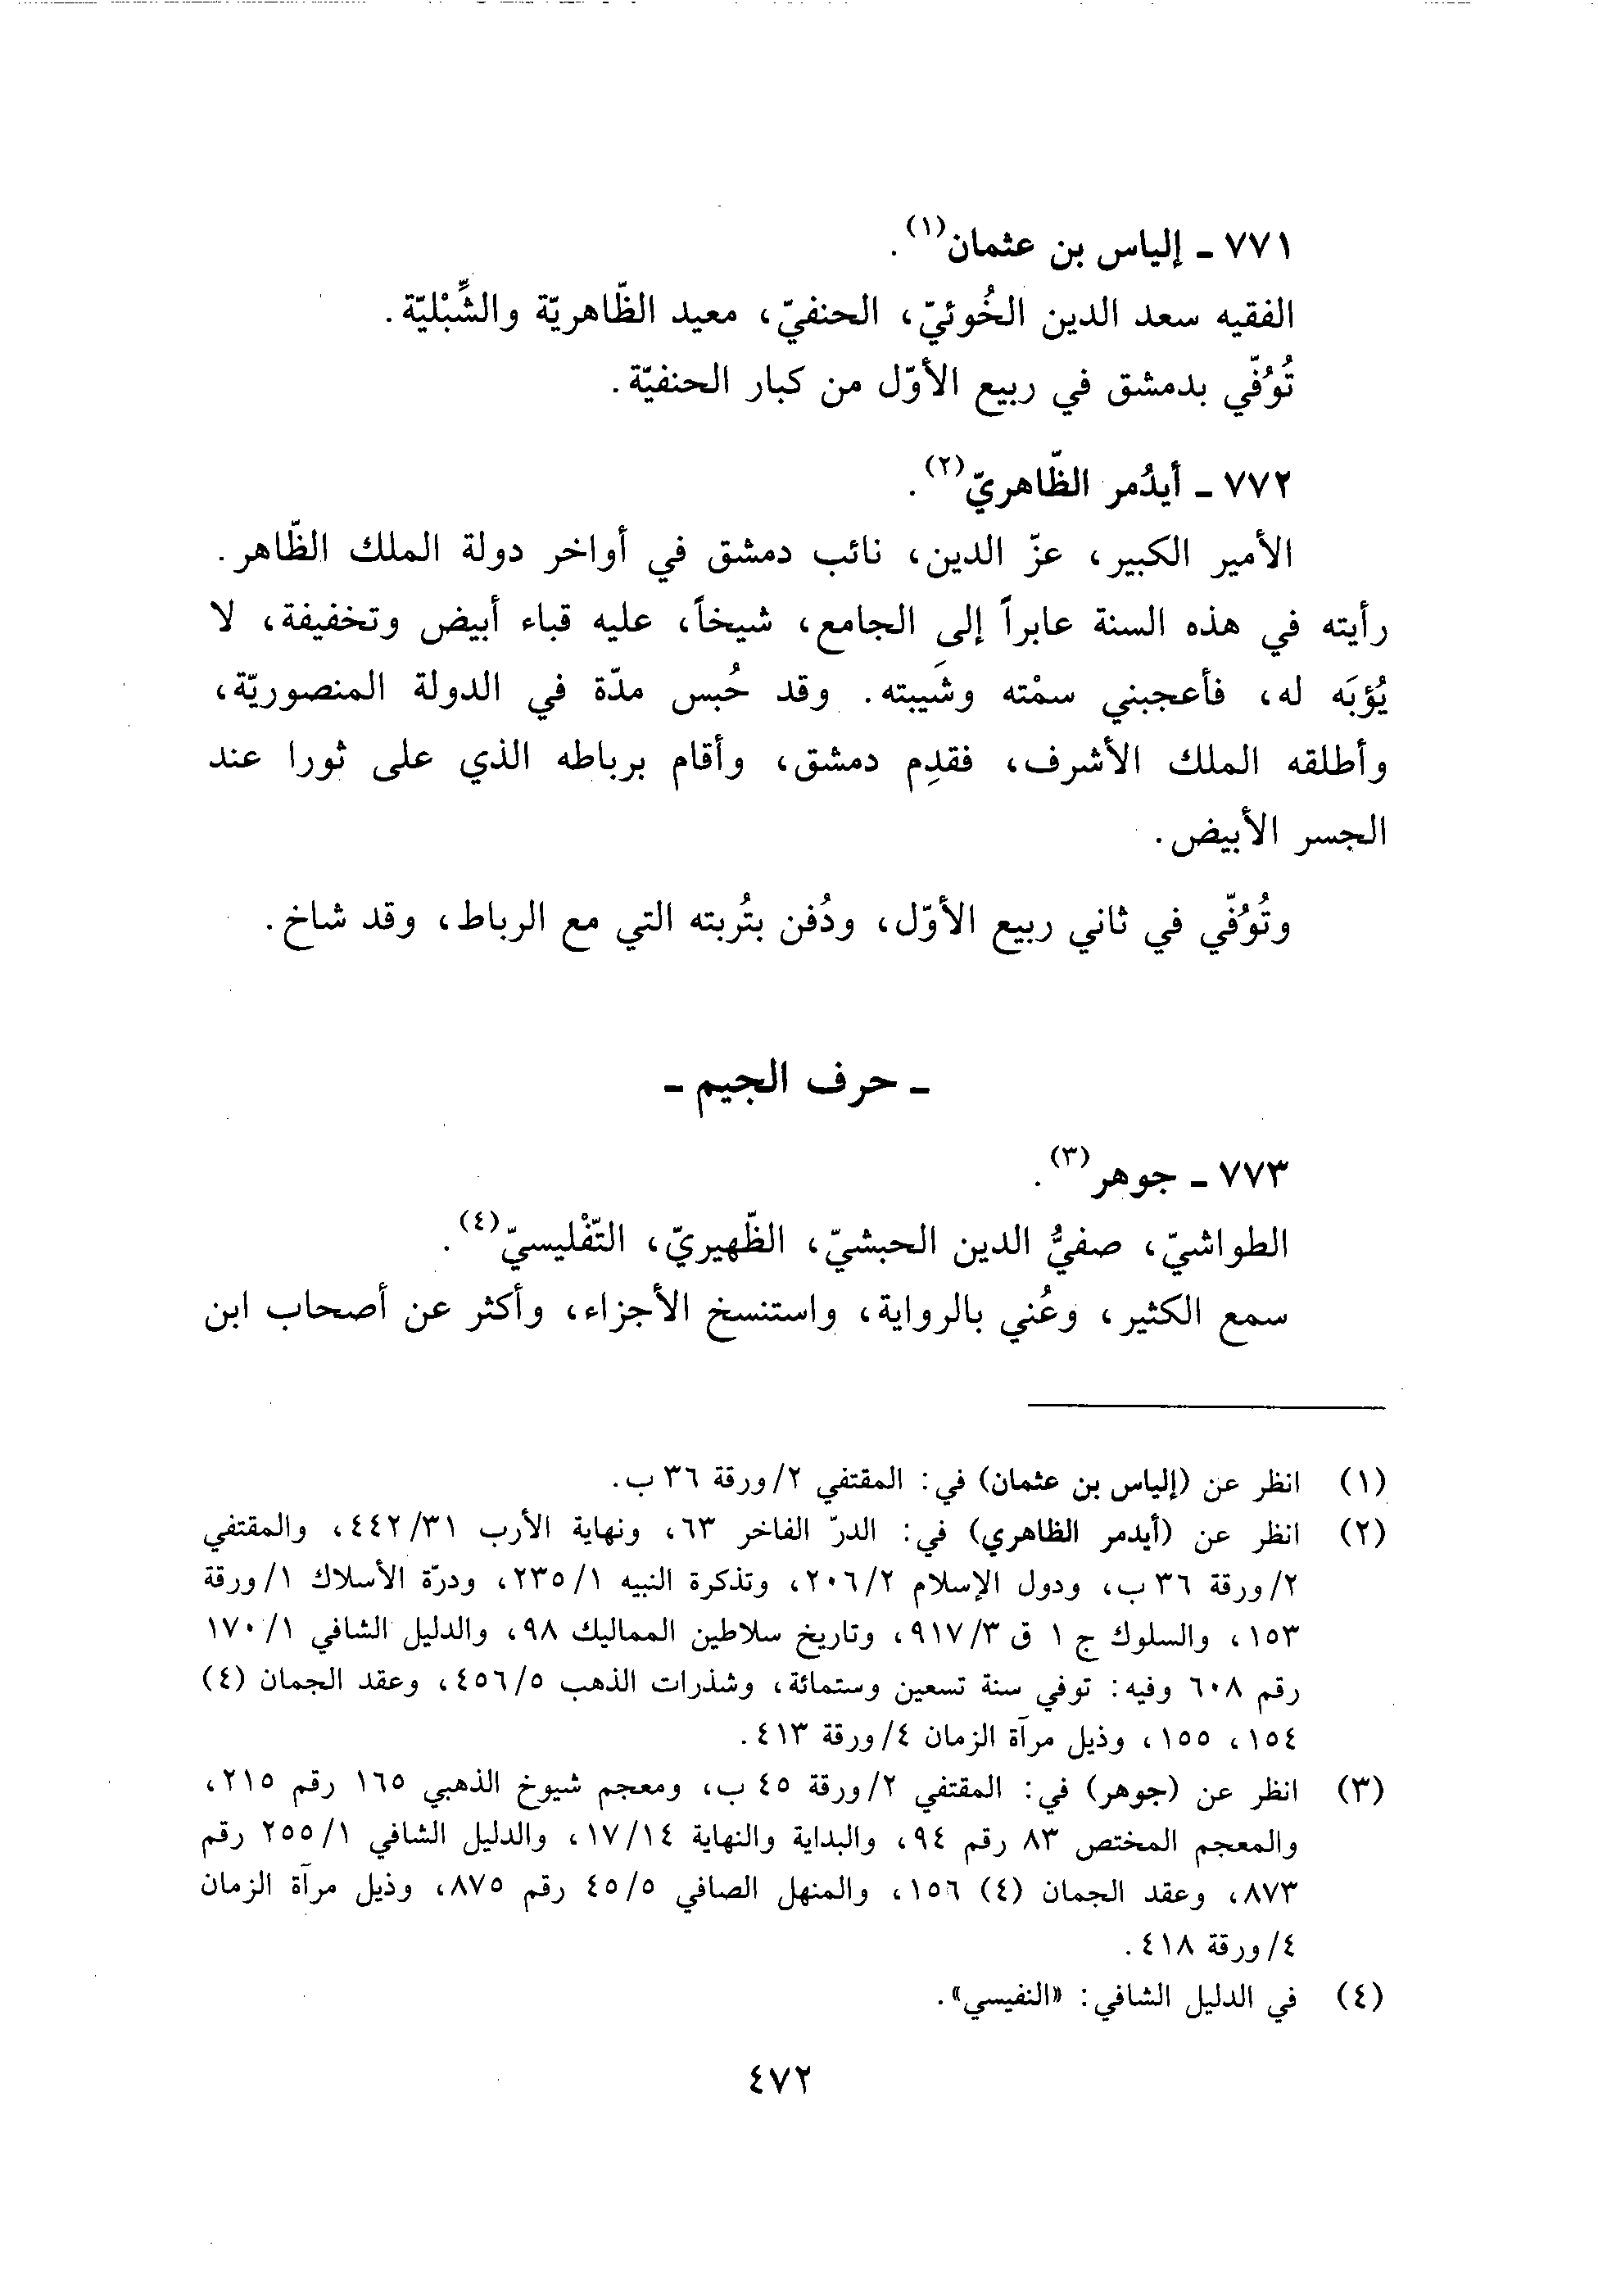 ٧٧١ - إلياس بن عثمان(١).
الفقيه سعد الدين الخُوئيّ، الحنفيّ، معيد الظّاهريّة والشِّبْليّة.
تُوُفّي بدمشق في ربيع الأوّل من كبار الحنفيّة.
٧٧٢ - أيدُمر الظّاهريّ(٢).
الأمير الكبير، عزّ الدين، نائب دمشق في أواخر دولة الملك الظّاهر.
رأيته في هذه السنة عابراً إلى الجامع، شيخاً، عليه قباء أبيض وتخفيفة، لا
يُؤبَه له، فأعجبني سمْته وشَيبته. وقد حُبس مدّة في الدولة المنصوريّة،
وأطلقه الملك الأشرف، فقدِم دمشق، وأقام برباطه الذي على ثورا عند
الجسر الأبيض.
وتُوُفّي في ثاني ربيع الأوّل، ودُفن بتُربته التي مع الرباط، وقد شاخ.
- حرف الجيم -
٧٧٣ - جوهر(٣).
الطواشيّ، صفيُّ الدين الحبشيّ، الظّهيريّ، التّفْليسيّ(٤).
سمع الكثير، وعُني بالرواية، واستنسخ الأجزاء، وأكثر عن أصحاب ابن
(١) انظر عن (إلياس بن عثمان) في: المقتفي ٢/ورقة ٣٦ ب.
(٢) انظر عن (أيدمر الظاهري) في: الدرّ الفاخر ٦٣، ونهاية الأرب ٤٤٢/٣١، والمقتفي
٢/ورقة ٣٦ ب، ودول الإسلام ٢٠٦/٢، وتذكرة النبيه ٢٣٥/١، ودرّة الأسلاك ١/ورقة
١٥٣، والسلوك ج ١ ق ٩١٧/٣، وتاريخ سلاطين المماليك ٩٨، والدليل الشافي ١٧٠/١
رقم ٦٠٨ وفيه: توفي سنة تسعين وستمائة، وشذرات الذهب ٤٥٦/٥، وعقد الجمان (٤)
١٥٤، ١٥٥، وذيل مرآة الزمان ٤/ورقة ٤١٣.
(٣) انظر عن (جوهر) في: المقتفي ٢/ورقة ٤٥ ب، ومعجم شيوخ الذهبي ١٦٥ رقم ٢١٥،
والمعجم المختص ٨٣ رقم ٩٤، والبداية والنهاية ١٧/١٤، والدليل الشافي ٢٥٥/١ رقم
٨٧٣، وعقد الجمان (٤) ١٥٦، والمنهل الصافي ٤٥/٥ رقم ٨٧٥، وذيل مرآة الزمان
٤/ورقة ٤١٨.
(٤) في الدليل الشافي: «النفيسي».
٤٧٢